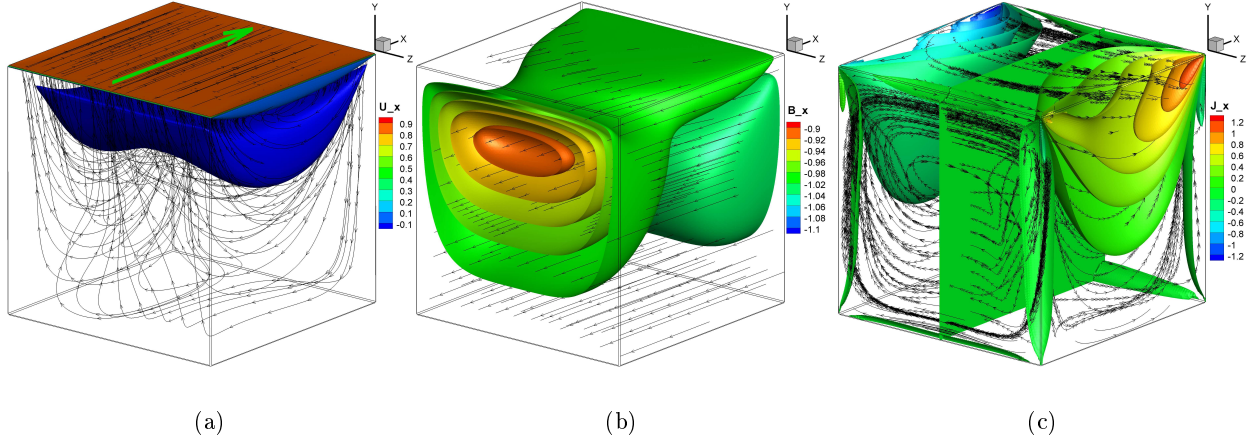 Y
X
Z
U_x
0.9
0.8
0.7
0.6
0.5
0.4
0.3
0.2
0.1
-0.1
(a)
Y
X
Z
B_x
-0.9
-0.92
-0.94
-0.96
-0.98
-1.02
-1.04
-1.06
-1.08
-1.1
(b)
Y
X
Z
J_x
1.2
1
0.8
0.6
0.4
0.2
0
-0.2
-0.4
-0.6
-0.8
-1
-1.2
(c)